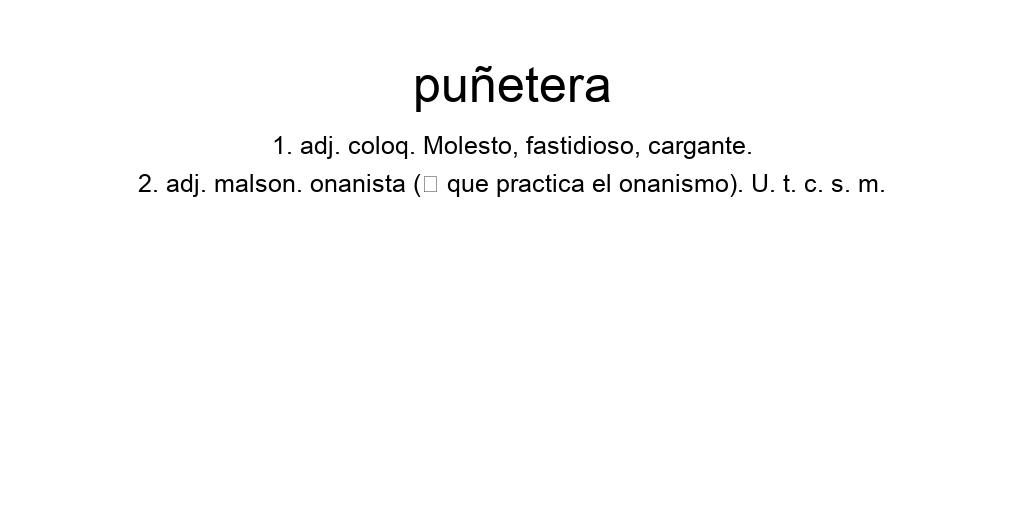 puñetera
1. adj. coloq. Molesto, fastidioso, cargante.
2. adj. malson. onanista (□ que practica el onanismo). U. t. c. s. m.